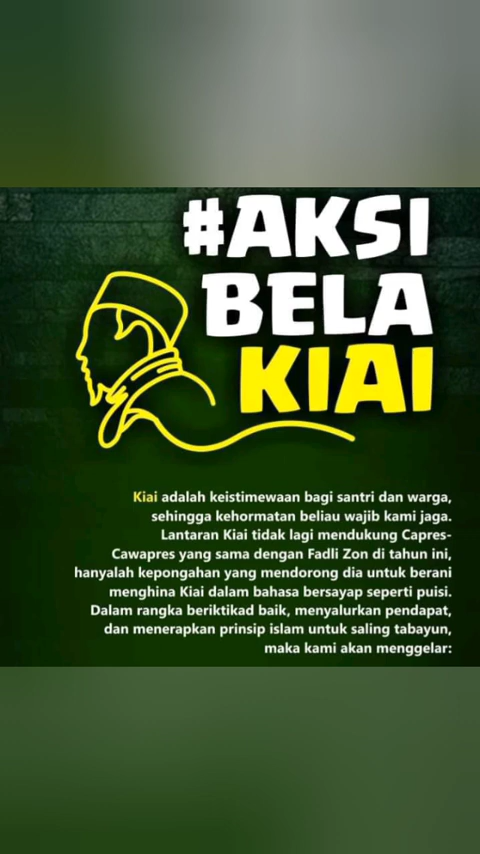 #AKSI
BELA
KIAI
Kiai adalah keistimewaan bagi santri dan warga,
sehingga kehormatan beliau wajib kami jaga.
Lantaran Kiai tidak lagi mendukung Capres-
Cawapres yang sama dengan Fadli Zon di tahun ini,
hanyalah kepongahan yang mendorong dia untuk berani
menghina Kiai dalam bahasa bersayap seperti puisi.
Dalam rangka beriktikad baik, menyalurkan pendapat,
dan menerapkan prinsip islam untuk saling tabayun,
maka kami akan menggelar: